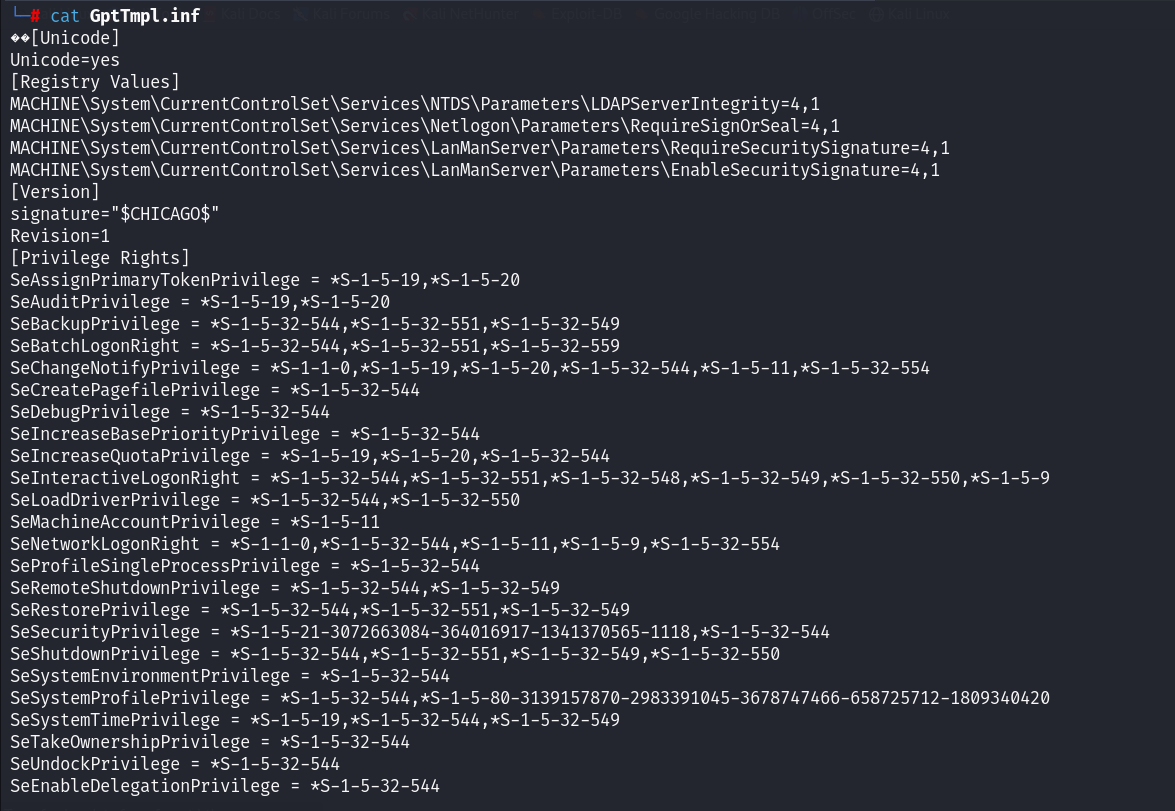 └─# cat GptTmpl.inf
��[Unicode]
Unicode=yes
[Registry Values]
MACHINE\System\CurrentControlSet\Services\NTDS\Parameters\LDAPServerIntegrity=4,1
MACHINE\System\CurrentControlSet\Services\Netlogon\Parameters\RequireSignOrSeal=4,1
MACHINE\System\CurrentControlSet\Services\LanManServer\Parameters\RequireSecuritySignature=4,1
MACHINE\System\CurrentControlSet\Services\LanManServer\Parameters\EnableSecuritySignature=4,1
[Version]
signature="$CHICAGO$"
Revision=1
[Privilege Rights]
SeAssignPrimaryTokenPrivilege = *S-1-5-19,*S-1-5-20
SeAuditPrivilege = *S-1-5-19,*S-1-5-20
SeBackupPrivilege = *S-1-5-32-544,*S-1-5-32-551,*S-1-5-32-549
SeBatchLogonRight = *S-1-5-32-544,*S-1-5-32-551,*S-1-5-32-559
SeChangeNotifyPrivilege = *S-1-1-0,*S-1-5-19,*S-1-5-20,*S-1-5-32-544,*S-1-5-11,*S-1-5-32-554
SeCreatePagefilePrivilege = *S-1-5-32-544
SeDebugPrivilege = *S-1-5-32-544
SeIncreaseBasePriorityPrivilege = *S-1-5-32-544
SeIncreaseQuotaPrivilege = *S-1-5-19,*S-1-5-20,*S-1-5-32-544
SeInteractiveLogonRight = *S-1-5-32-544,*S-1-5-32-551,*S-1-5-32-548,*S-1-5-32-549,*S-1-5-32-550,*S-1-5-9
SeLoadDriverPrivilege = *S-1-5-32-544,*S-1-5-32-550
SeMachineAccountPrivilege = *S-1-5-11
SeNetworkLogonRight = *S-1-1-0,*S-1-5-32-544,*S-1-5-11,*S-1-5-9,*S-1-5-32-554
SeProfileSingleProcessPrivilege = *S-1-5-32-544
SeRemoteShutdownPrivilege = *S-1-5-32-544,*S-1-5-32-549
SeRestorePrivilege = *S-1-5-32-544,*S-1-5-32-551,*S-1-5-32-549
SeSecurityPrivilege = *S-1-5-21-3072663084-364016917-1341370565-1118,*S-1-5-32-544
SeShutdownPrivilege = *S-1-5-32-544,*S-1-5-32-551,*S-1-5-32-549,*S-1-5-32-550
SeSystemEnvironmentPrivilege = *S-1-5-32-544
SeSystemProfilePrivilege = *S-1-5-32-544,*S-1-5-80-3139157870-2983391045-3678747466-658725712-1809340420
SeSystemTimePrivilege = *S-1-5-19,*S-1-5-32-544,*S-1-5-32-549
SeTakeOwnershipPrivilege = *S-1-5-32-544
SeUndockPrivilege = *S-1-5-32-544
SeEnableDelegationPrivilege = *S-1-5-32-544